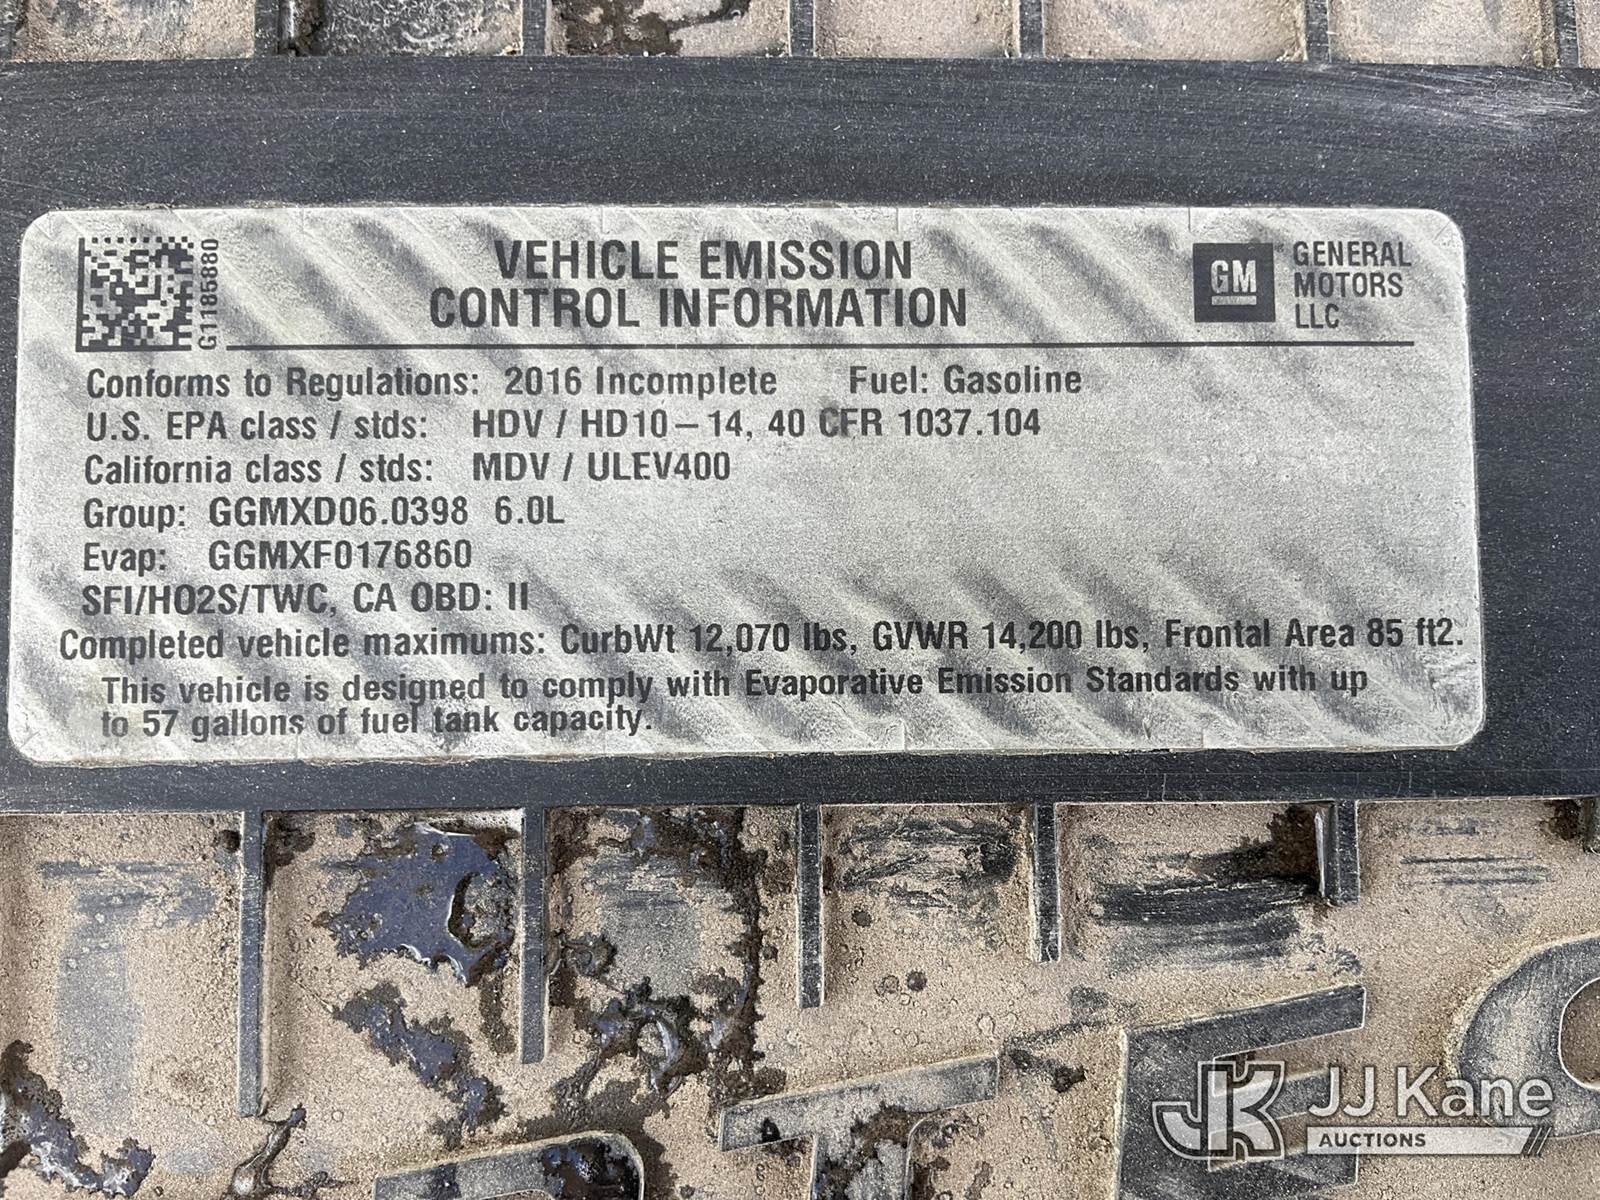 G1185880
VEHICLE EMISSION
CONTROL INFORMATION
GM
GENERAL
MOTORS
LLC
Conforms to Regulations: 2016 Incomplete Fuel: Gasoline
U.S. EPA class / stds: HDV / HD10-14, 40 CFR 1037.104
California class / stds: MDV / ULEV400
Group: GGMXD06.0398 6.0L
Evap: GGMXF0176860
SFI/HO2S/TWC, CA OBD: II
Completed vehicle maximums: CurbWt 12,070 lbs, GVWR 14,200 lbs, Frontal Area 85 ft2.
This vehicle is designed to comply with Evaporative Emission Standards with up
to 57 gallons of fuel tank capacity.
JK JJ Kane
AUCTIONS